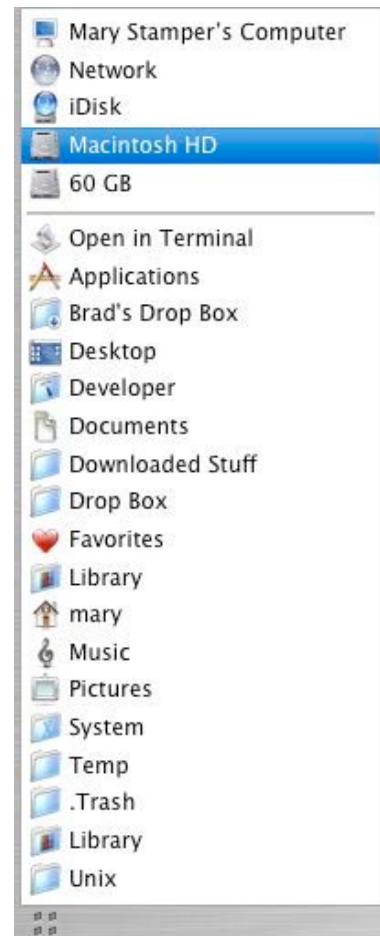 Mary Stamper's Computer
Network
iDisk
Macintosh HD
60 GB
Open in Terminal
Applications
Brad's Drop Box
Desktop
Developer
Documents
Downloaded Stuff
Drop Box
Favorites
Library
mary
Music
Pictures
System
Temp
.Trash
Library
Unix